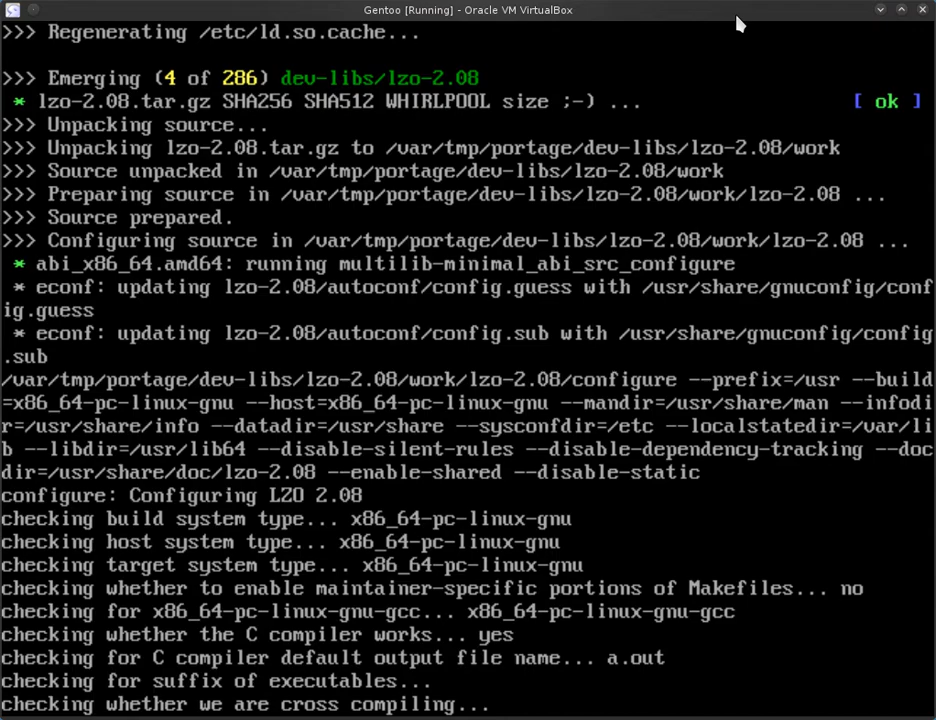 Gentoo [Running] - Oracle VM VirtualBox
>>> Regenerating /etc/ld.so.cache...
>>> Emerging (4 of 286) dev-libs/lzo-2.08
* lzo-2.08.tar.gz SHA256 SHA512 WHIRLPOOL size ;-) ... [ ok ]
>>> Unpacking source...
>>> Unpacking lzo-2.08.tar.gz to /var/tmp/portage/dev-libs/lzo-2.08/work
>>> Source unpacked in /var/tmp/portage/dev-libs/lzo-2.08/work
>>> Preparing source in /var/tmp/portage/dev-libs/lzo-2.08/work/lzo-2.08 ...
>>> Source prepared.
>>> Configuring source in /var/tmp/portage/dev-libs/lzo-2.08/work/lzo-2.08 ...
* abi_x86_64.amd64: running multilib-minimal_abi_src_configure
* econf: updating lzo-2.08/autoconf/config.guess with /usr/share/gnuconfig/conf
ig.guess
* econf: updating lzo-2.08/autoconf/config.sub with /usr/share/gnuconfig/config
.sub
/var/tmp/portage/dev-libs/lzo-2.08/work/lzo-2.08/configure --prefix=/usr --build
=x86_64-pc-linux-gnu --host=x86_64-pc-linux-gnu --mandir=/usr/share/man --infodi
r=/usr/share/info --datadir=/usr/share --sysconfdir=/etc --localstatedir=/var/li
b --libdir=/usr/lib64 --disable-silent-rules --disable-dependency-tracking --doc
dir=/usr/share/doc/lzo-2.08 --enable-shared --disable-static
configure: Configuring LZO 2.08
checking build system type... x86_64-pc-linux-gnu
checking host system type... x86_64-pc-linux-gnu
checking target system type... x86_64-pc-linux-gnu
checking whether to enable maintainer-specific portions of Makefiles... no
checking for x86_64-pc-linux-gnu-gcc... x86_64-pc-linux-gnu-gcc
checking whether the C compiler works... yes
checking for C compiler default output file name... a.out
checking for suffix of executables...
checking whether we are cross compiling...